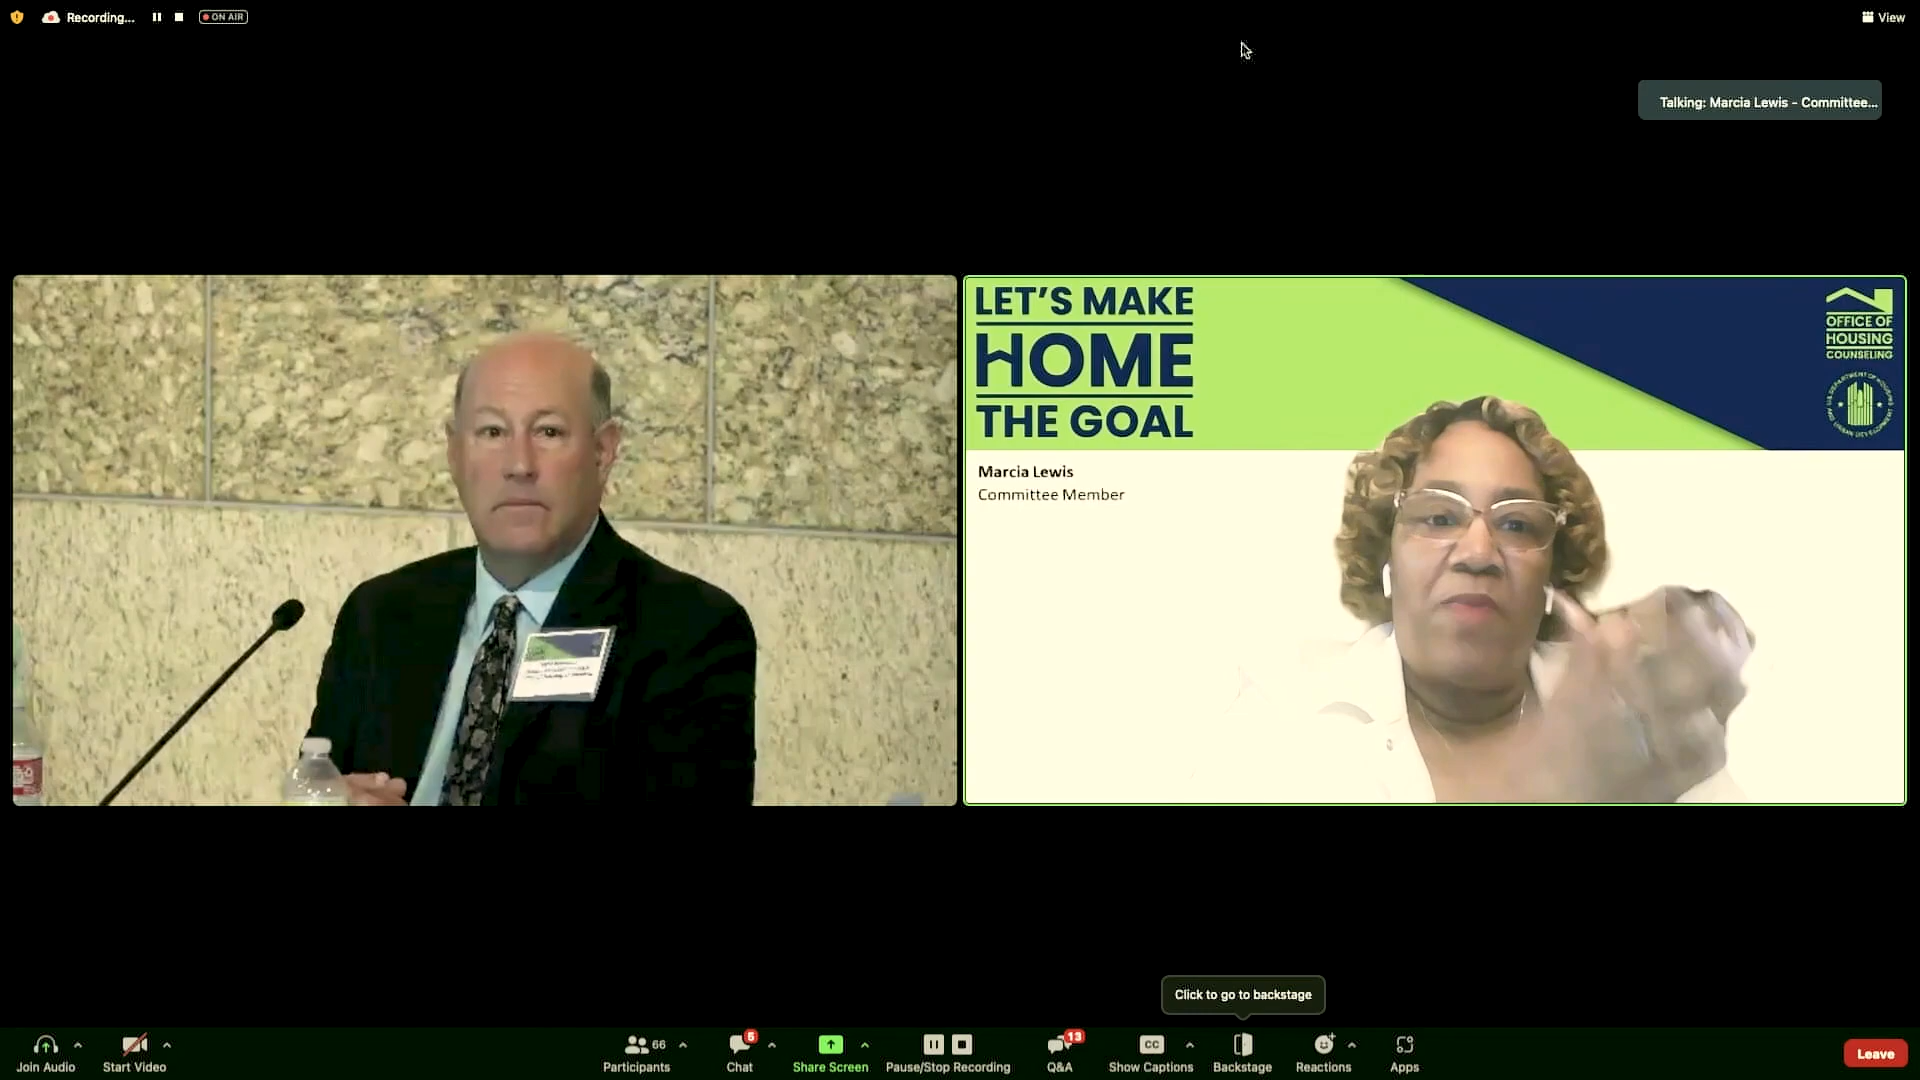 Recording...
ON AIR
View
Talking: Marcia Lewis - Committee...
LET'S MAKE
HOME
THE GOAL
OFFICE OF
HOUSING
COUNSELING
Marcia Lewis
Committee Member
Click to go to backstage
Join Audio
Start Video
66
Participants
5
Chat
Share Screen
Pause/Stop Recording
13
Q&A
CC
Show Captions
Backstage
Reactions
Apps
Leave